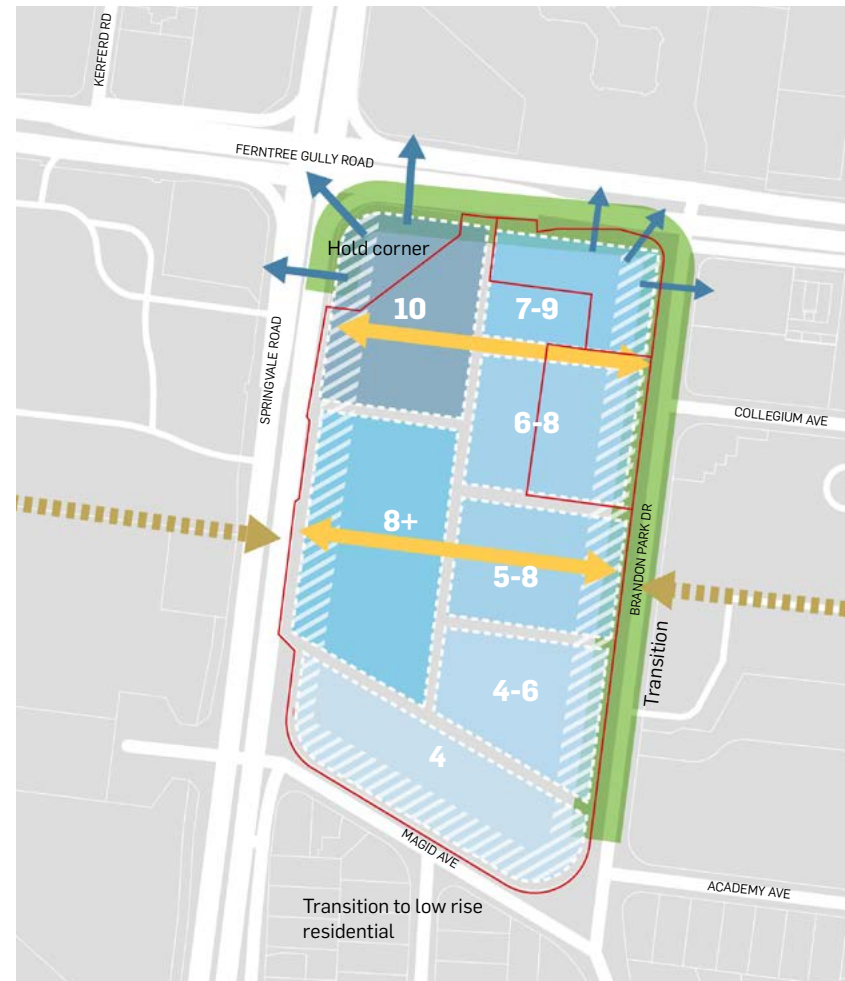 KERFERD RD
FERNTREE GULLY ROAD
Hold corner
10
7-9
SPRINGVALE ROAD
COLLEGIUM AVE
6-8
8+
5-8
BRANDON PARK DR
Transition
4-6
4
MAGID AVE
ACADEMY AVE
Transition to low rise
residential